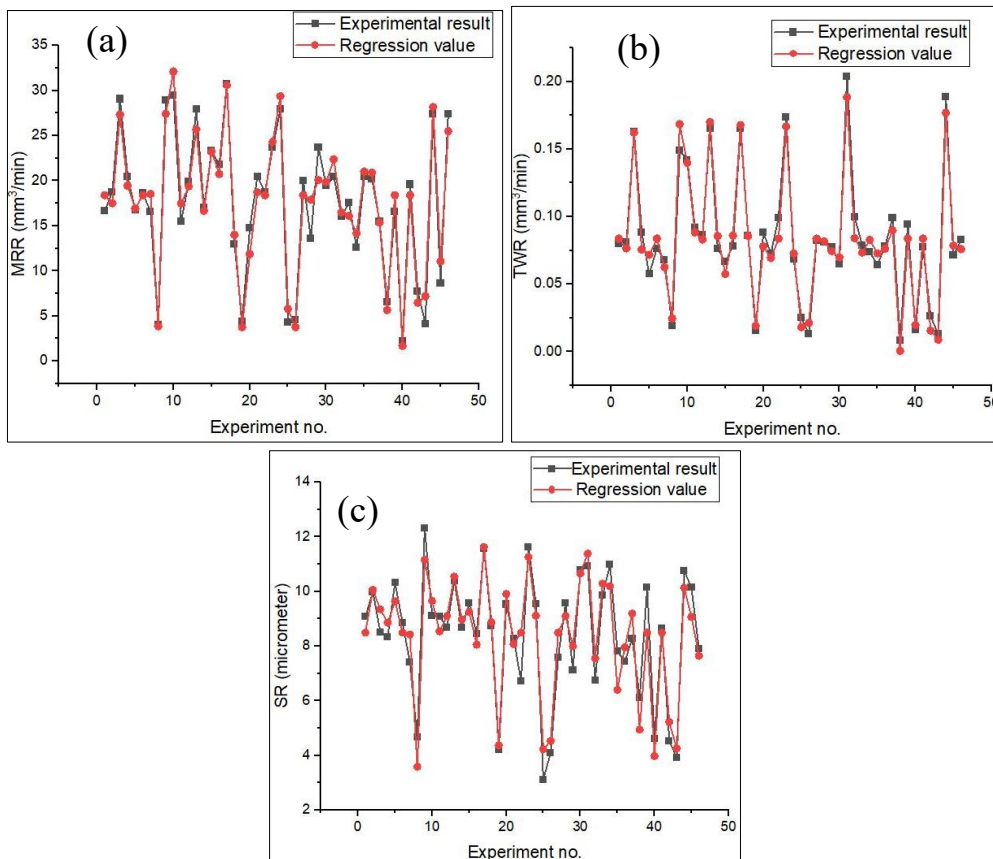 (a)
Experimental result
Regression value
35
30
25
20
15
10
5
0
MRR (mm³/min)
0 10 20 30 40 50
Experiment no.
(b)
Experimental result
Regression value
0.20
0.15
0.10
0.05
0.00
TWR (mm³/min)
0 10 20 30 40 50
Experiment no.
(c)
Experimental result
Regression value
14
12
10
8
6
4
2
SR (micrometer)
0 10 20 30 40 50
Experiment no.